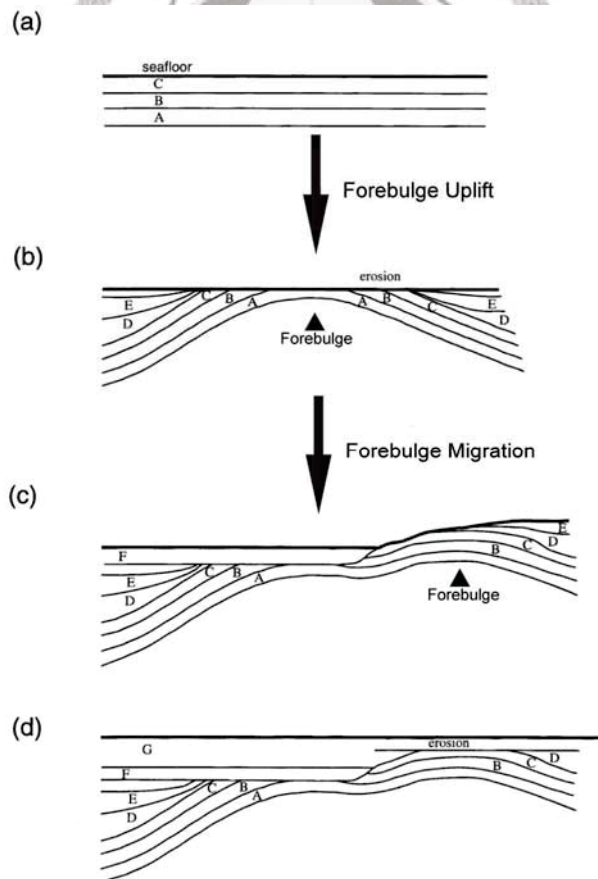 (a)
seafloor
C
B
A
Forebulge Uplift
(b)
erosion
E D C B A A B C E D
Forebulge
Forebulge Migration
(c)
F E D C B A B C D E
Forebulge
(d)
G
erosion
F E D C B A B C D